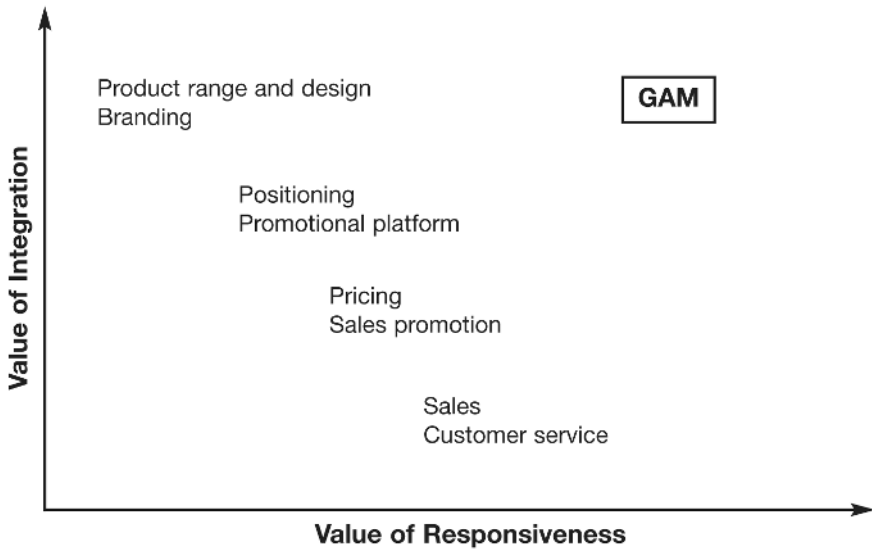 Product range and design
Branding
GAM
Positioning
Promotional platform
Pricing
Sales promotion
Sales
Customer service
Value of Integration
Value of Responsiveness